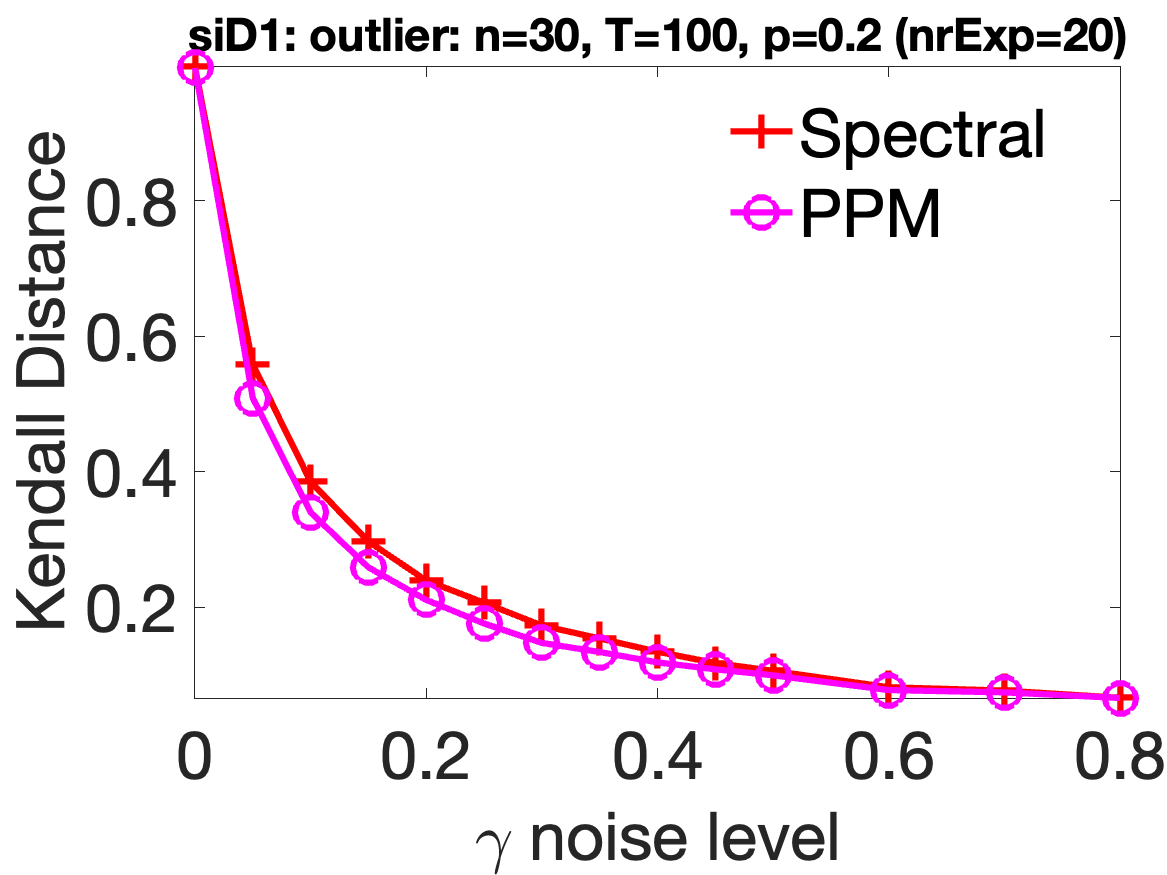 siD1: outlier: n=30, T=100, p=0.2 (nrExp=20)
Spectral
PPM
Kendall Distance
0.8
0.6
0.4
0.2
0 0.2 0.4 0.6 0.8
γ noise level